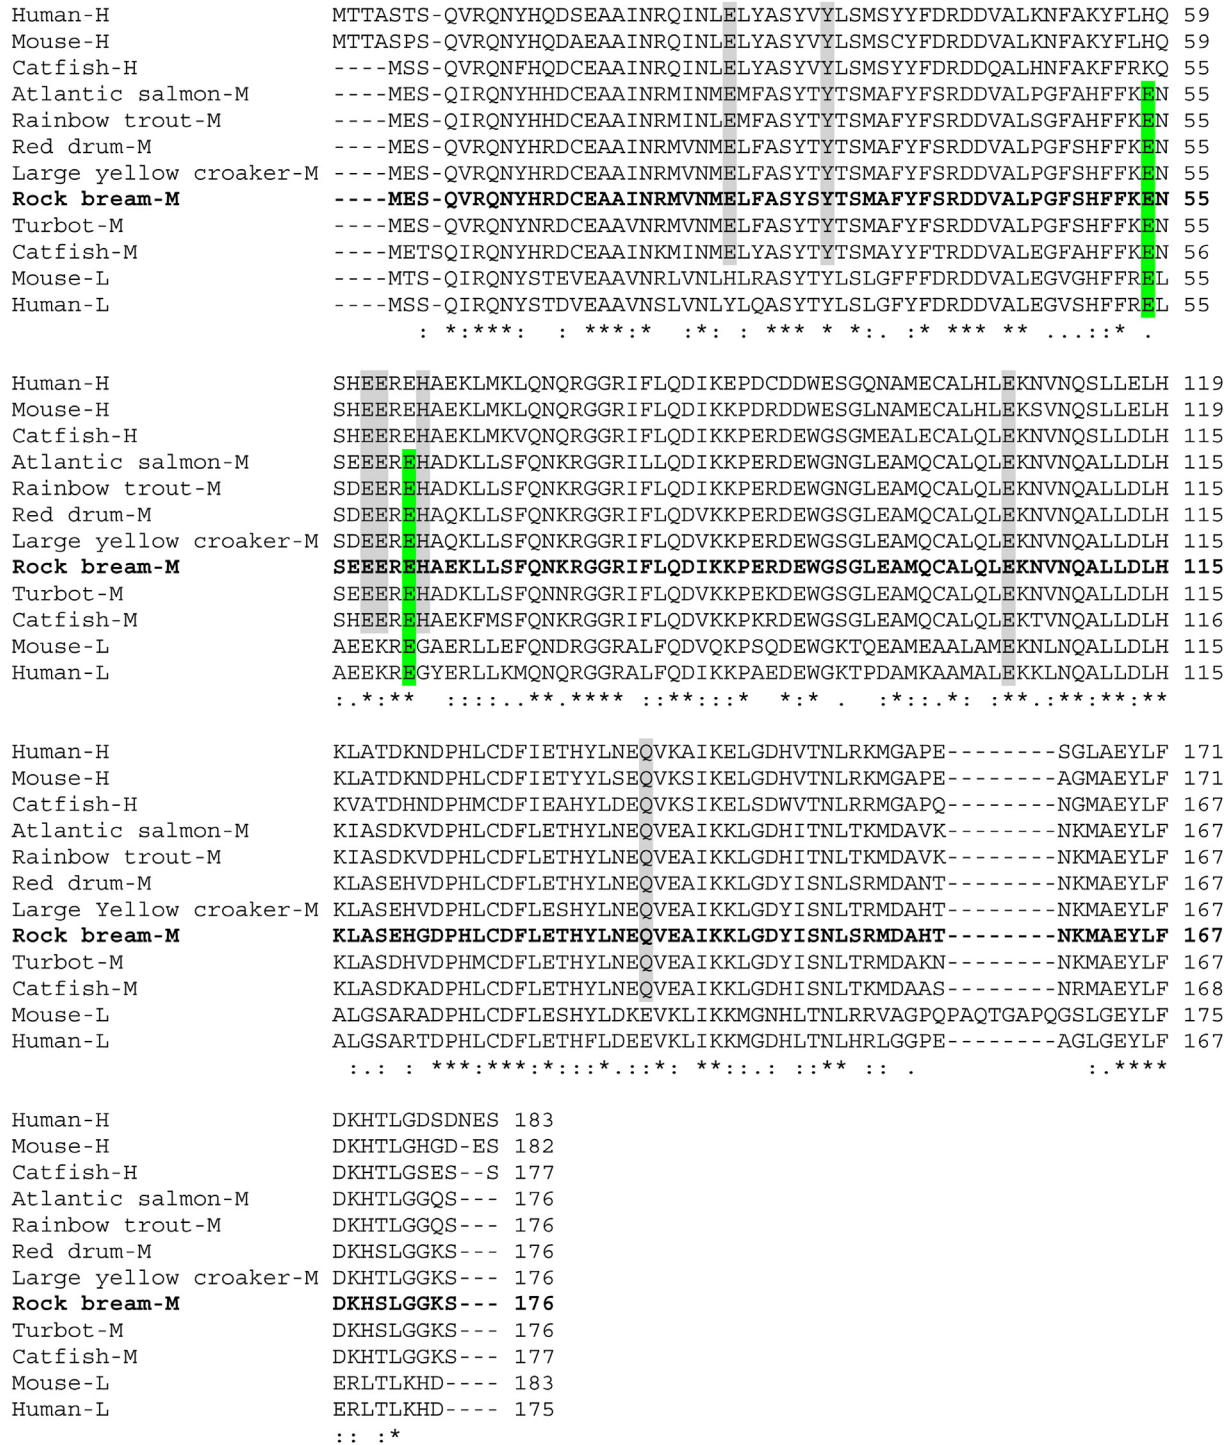 Human-H MTTASTS-QVRQNYHQDSEAAINRQINLELYASYVYLSMSYYFDRDDVALKNFAKYFLHQ 59
Mouse-H MTTASPS-QVRQNYHQDAEAAINRQINLELYASYVYLSMSCYFDRDDVALKNFAKYFLHQ 59
Catfish-H ----MSS-QVRQNFHQDCEAAINRQINLELYASYVYLSMSYYFDRDDQALHNFAKFFRKQ 55
Atlantic salmon-M ----MES-QIRQNYHHDCEAAINRMINMEMFASYTYTSMAFYFSRDDVALPGFAHFFKEN 55
Rainbow trout-M ----MES-QIRQNYHHDCEAAINRMINLEMFASYTYTSMAFYFSRDDVALSGFAHFFKEN 55
Red drum-M ----MES-QVRQNYHRDCEAAINRMVNMELFASYTYTSMAFYFSRDDVALPGFSHFFKEN 55
Large yellow croaker-M ----MES-QVRQNYHRDCEAAINRMVNMELFASYTYTSMAFYFSRDDVALPGFSHFFKEN 55
Rock bream-M ----MES-QVRQNYHRDCEAAINRMVNMELFASYSYTSMAFYFSRDDVALPGFSHFFKEN 55
Turbot-M ----MES-QVRQNYNRDCEAAINRMVNMELFASYTYTSMAFYFSRDDVALPGFAHFFKEN 55
Catfish-M ----METSQVRQNYHRDCEAAINKMINMELYASYTYTSMAYYFTRDDVALEGFAHFFKEN 56
Mouse-L ----MTS-QIRQNYSTEVEAAVNRLVNLHLRASYTYLSLGFFFDRDDVALEGVGHFFREL 55
Human-L ----MSS-QIRQNYSTDVEAAVNSLVNLYLQASYTYLSLGFYFDRDDVALEGVSHFFREL 55
: *:***: : ***:* :*: : *** * *:. :* *** ** ...::* .
Human-H SHEEREHAEKLMKLQNQRGGRIFLQDIKEPDCDDWESGQNAMECALHLEKNVNQSLLELH 119
Mouse-H SHEEREHAEKLMKLQNQRGGRIFLQDIKKPDRDDWESGLNAMECALHLEKSVNQSLLELH 119
Catfish-H SHEEREHAEKLMKVQNQRGGRIFLQDIKKPERDEWGSGMEALECALQLEKNVNQSLLDLH 115
Atlantic salmon-M SEEEREHADKLLSFQNKRGGRILLQDIKKPERDEWGNGLEAMQCALQLEKNVNQALLDLH 115
Rainbow trout-M SDEEREHADKLLSFQNKRGGRIFLQDIKKPERDEWGNGLEAMQCALQLEKNVNQALLDLH 115
Red drum-M SDEEREHAQKLLSFQNKRGGRIFLQDVKKPERDEWGSGLEAMQCALQLEKNVNQALLDLH 115
Large yellow croaker-M SDEEREHAQKLLSFQNKRGGRIFLQDVKKPERDEWGSGLEAMQCALQLEKNVNQALLDLH 115
Rock bream-M SEEEREHAEKLLSFQNKRGGRIFLQDIKKPERDEWGSGLEAMQCALQLEKNVNQALLDLH 115
Turbot-M SEEEREHADKLLSFQNNRGGRIFLQDVKKPEKDEWGSGLEAMQCALQLEKNVNQALLDLH 115
Catfish-M SHEEREHAEKFMSFQNKRGGRIFLQDIKKPERDEWGSGLEAMQCALQLEKTVNQALLDLH 116
Mouse-L AEEKREGAERLLEFQNDRGGRALFQDVQKPSQDEWGKTQEAMEAALAMEKNLNQALLDLH 115
Human-L AEEKREGYERLLKMQNQRGGRALFQDIKKPAEDEWGKTPDAMKAAMALEKKLNQALLDLH 115
:.*:** ::::..**.**** ::**:::* *:* . :*:.*: :**.:**:**:**
Human-H KLATDKNDPHLCDFIETHYLNEQVKAIKELGDHVTNLRKMGAPE--------SGLAEYLF 171
Mouse-H KLATDKNDPHLCDFIETYYLSEQVKSIKELGDHVTNLRKMGAPE--------AGMAEYLF 171
Catfish-H KVATDHNDPHMCDFIEAHYLDEQVKSIKELSDWVTNLRRMGAPQ--------NGMAEYLF 167
Atlantic salmon-M KIASDKVDPHLCDFLETHYLNEQVEAIKKLGDHITNLTKMDAVK--------NKMAEYLF 167
Rainbow trout-M KIASDKVDPHLCDFLETHYLNEQVEAIKKLGDHITNLTKMDAVK--------NKMAEYLF 167
Red drum-M KLASEHVDPHLCDFLETHYLNEQVEAIKKLGDYISNLSRMDANT--------NKMAEYLF 167
Large Yellow croaker-M KLASEHVDPHLCDFLESHYLNEQVEAIKKLGDYISNLTRMDAHT--------NKMAEYLF 167
Rock bream-M KLASEHGDPHLCDFLETHYLNEQVEAIKKLGDYISNLSRMDAHT--------NKMAEYLF 167
Turbot-M KLASDHVDPHMCDFLETHYLNEQVEAIKKLGDYISNLTRMDAKN--------NKMAEYLF 167
Catfish-M KLASDKADPHLCDFLETHYLNEQVEAIKKLGDHISNLTKMDAAS--------NRMAEYLF 168
Mouse-L ALGSARADPHLCDFLESHYLDKEVKLIKKMGNHLTNLRRVAGPQPAQTGAPQGSLGEYLF 175
Human-L ALGSARTDPHLCDFLETHFLDEEVKLIKKMGDHLTNLHRLGGPE--------AGLGEYLF 167
:.: : ***:***:*:::*.::*: **::.: ::** :: . :.****
Human-H DKHTLGDSDNES 183
Mouse-H DKHTLGHGD-ES 182
Catfish-H DKHTLGSES--S 177
Atlantic salmon-M DKHTLGGQS--- 176
Rainbow trout-M DKHTLGGQS--- 176
Red drum-M DKHSLGGKS--- 176
Large yellow croaker-M DKHTLGGKS--- 176
Rock bream-M DKHSLGGKS--- 176
Turbot-M DKHSLGGKS--- 176
Catfish-M DKHTLGGKS--- 177
Mouse-L ERLTLKHD---- 183
Human-L ERLTLKHD---- 175
:: :*